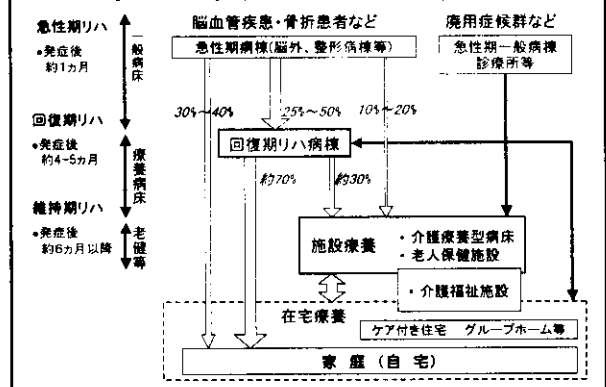 急性期リハ
●発症後
約1ヵ月
一般病床
回復期リハ
●発症後
約4-5ヵ月
療養病床
維持期リハ
●発症後
約6ヵ月以降
老健等
脳血管疾患・骨折患者など
急性期病棟(脳外、整形病棟等)
廃用症候群など
急性期一般病棟
診療所等
30%～40%
25%～50%
10%～20%
回復期リハ病棟
約70%
約30%
施設療養
・介護療養型病床
・老人保健施設
・介護福祉施設
在宅療養
ケア付き住宅 グループホーム等
家庭(自宅)